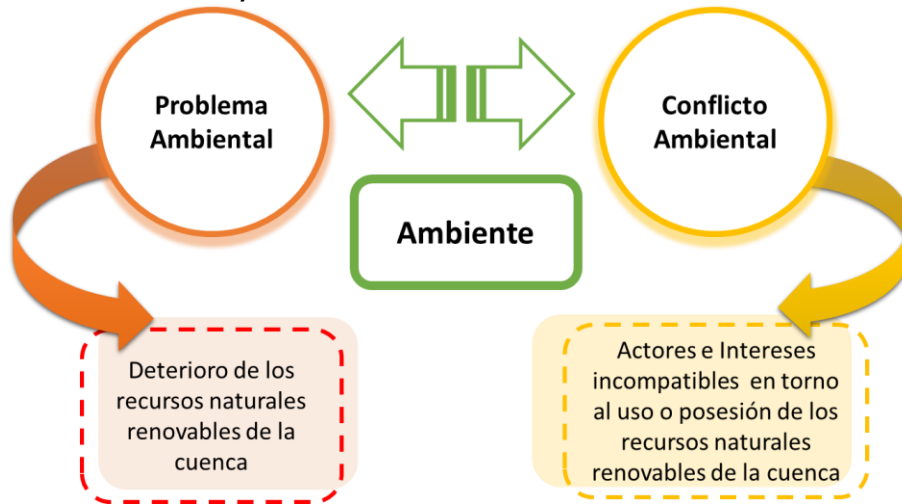 Problema
Ambiental
Conflicto
Ambiental
Ambiente
Deterioro de los
recursos naturales
renovables de la
cuenca
Actores e Intereses
incompatibles en torno
al uso o posesión de los
recursos naturales
renovables de la cuenca